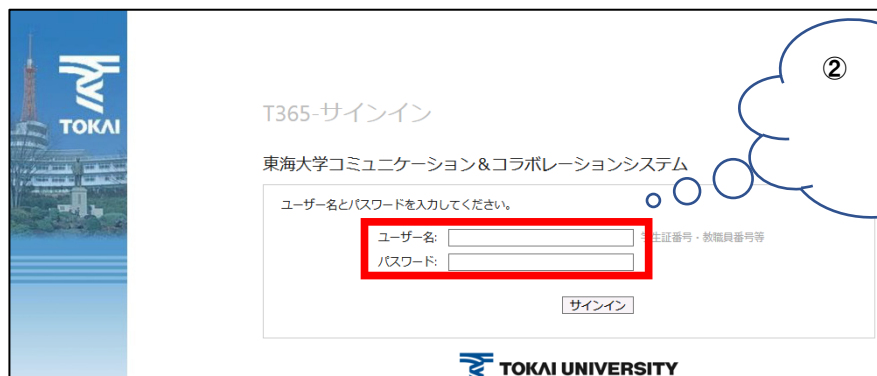 ②
TOKAI
T365-サインイン
東海大学コミュニケーション＆コラボレーションシステム
ユーザー名とパスワードを入力してください。
ユーザー名: 学生証番号・教職員番号等
パスワード:
サインイン
TOKAI UNIVERSITY